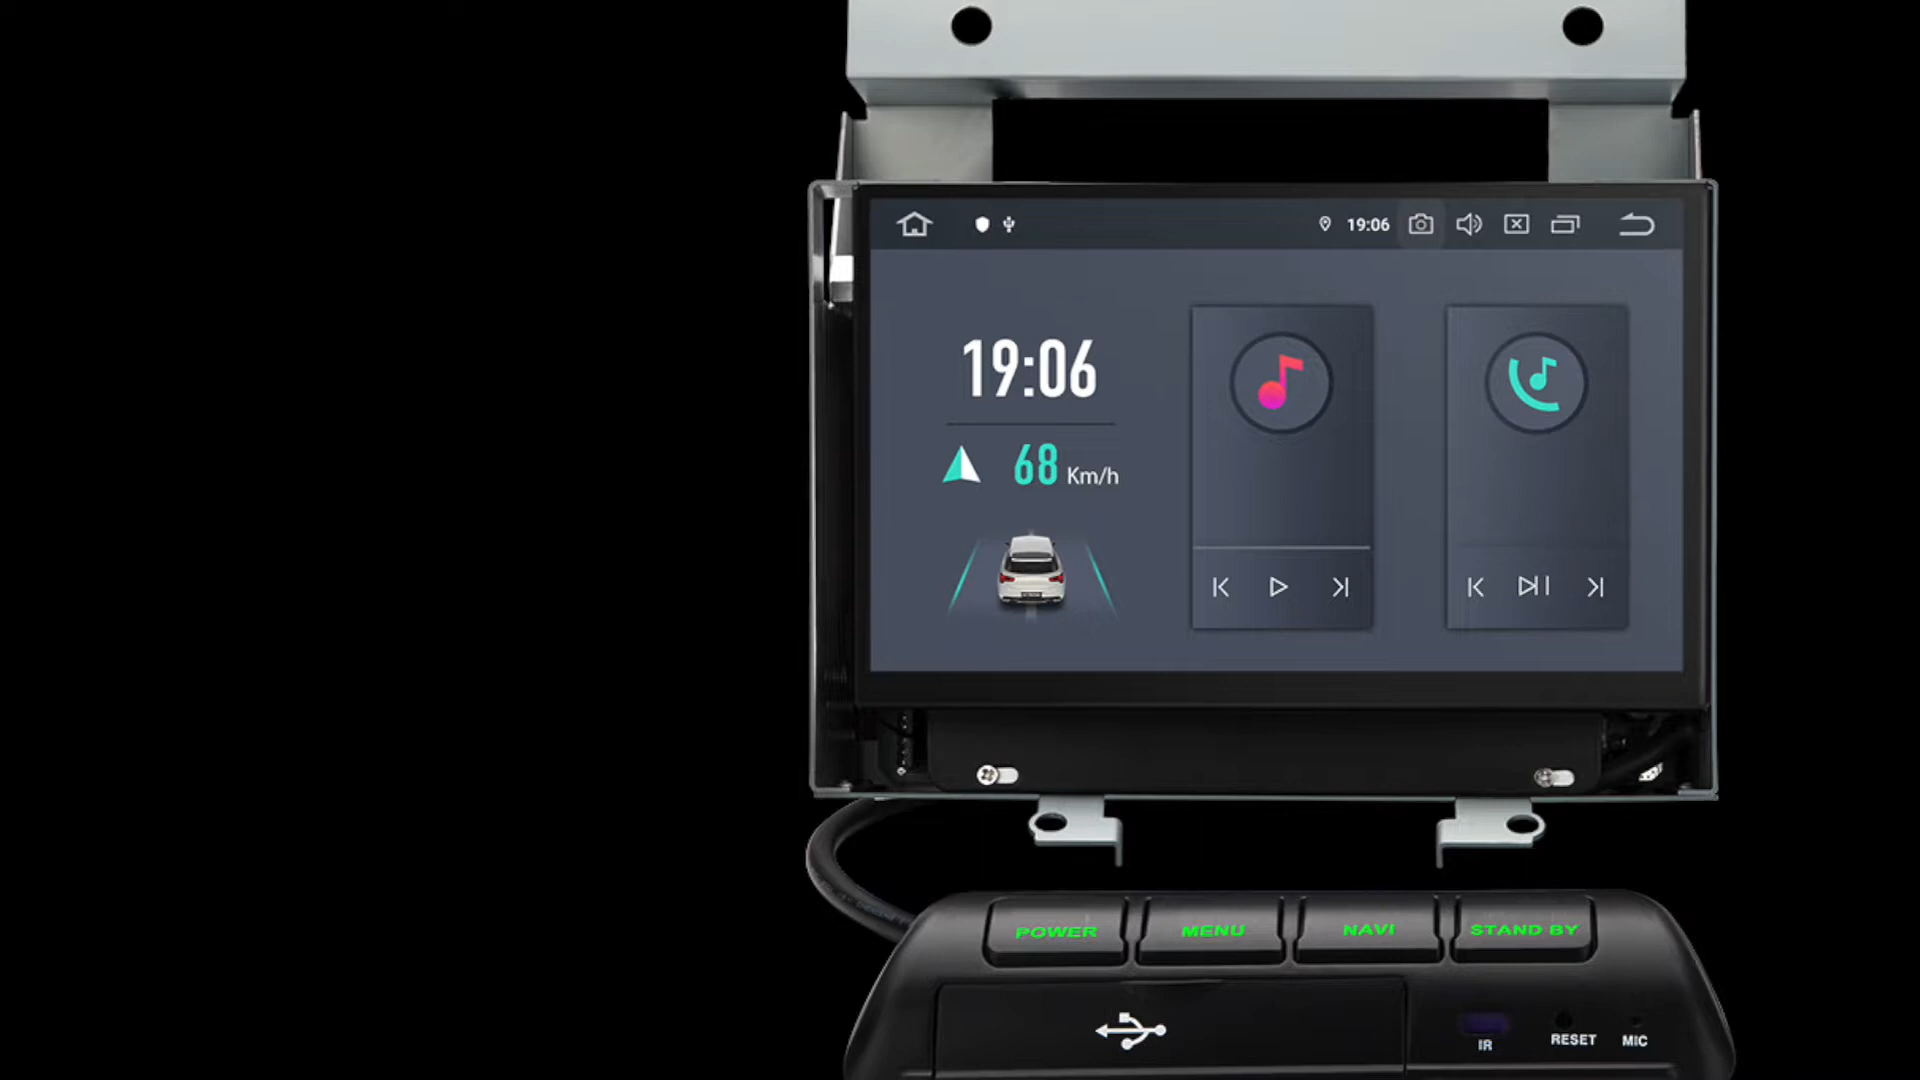 19:06
19:06
68 Km/h
POWER MENU NAVI STAND BY
IR RESET MIC